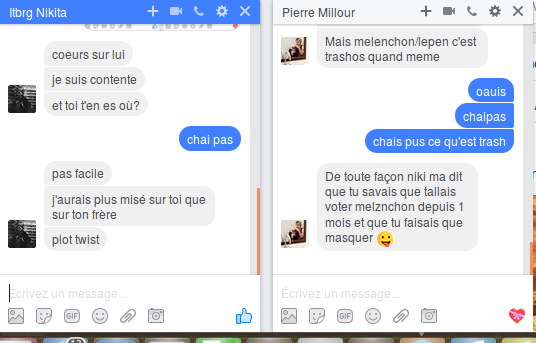 Itbrg Nikita
coeurs sur lui
je suis contente
et toi t'en es où?
chai pas
pas facile
j'aurais plus misé sur toi que
sur ton frère
plot twist
Écrivez un message...
GIF
Pierre Millour
Mais melenchon/lepen c'est
trashos quand meme
oauis
chaipas
chais pus ce qu'est trash
De toute façon niki ma dit
que tu savais que tallais
voter melznchon depuis 1
mois et que tu faisais que
masquer 😜
Écrivez un message...
GIF